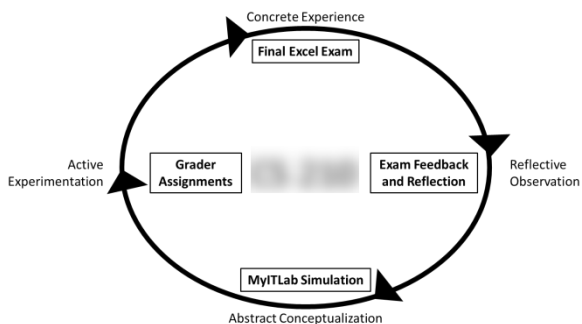 Concrete Experience
Final Excel Exam
Active
Experimentation
Grader
Assignments
Exam Feedback
and Reflection
Reflective
Observation
MyITLab Simulation
Abstract Conceptualization